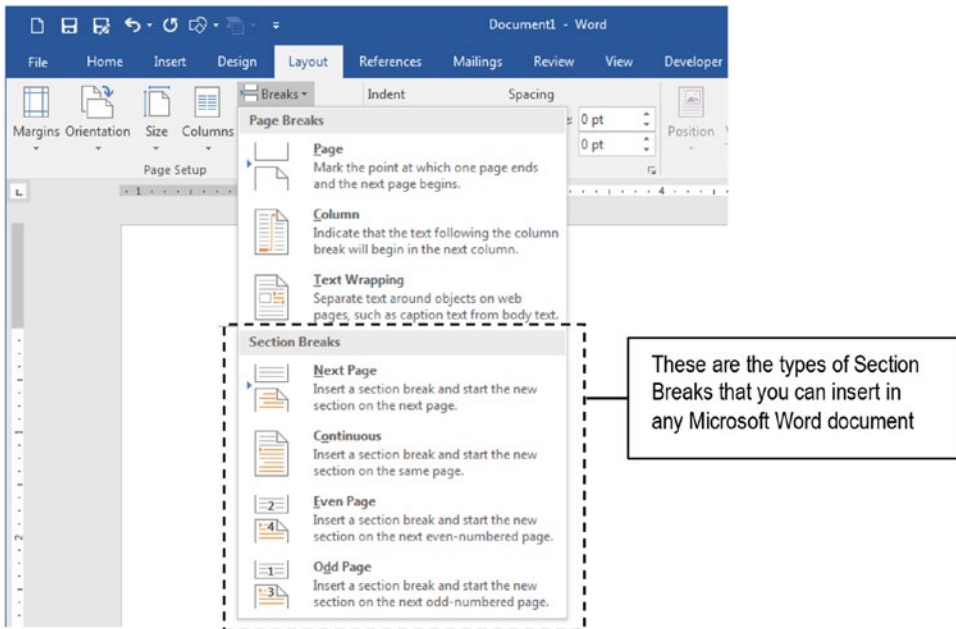 Document1 - Word
File Home Insert Design Layout References Mailings Review View Developer
Breaks Indent Spacing
Margins Orientation Size Columns
0 pt
0 pt
Position
Page Setup
Page Breaks
Page
Mark the point at which one page ends
and the next page begins.
Column
Indicate that the text following the column
break will begin in the next column.
Text Wrapping
Separate text around objects on web
pages, such as caption text from body text.
Section Breaks
Next Page
Insert a section break and start the new
section on the next page.
Continuous
Insert a section break and start the new
section on the same page.
Even Page
Insert a section break and start the new
section on the next even-numbered page.
Odd Page
Insert a section break and start the new
section on the next odd-numbered page.
These are the types of Section
Breaks that you can insert in
any Microsoft Word document